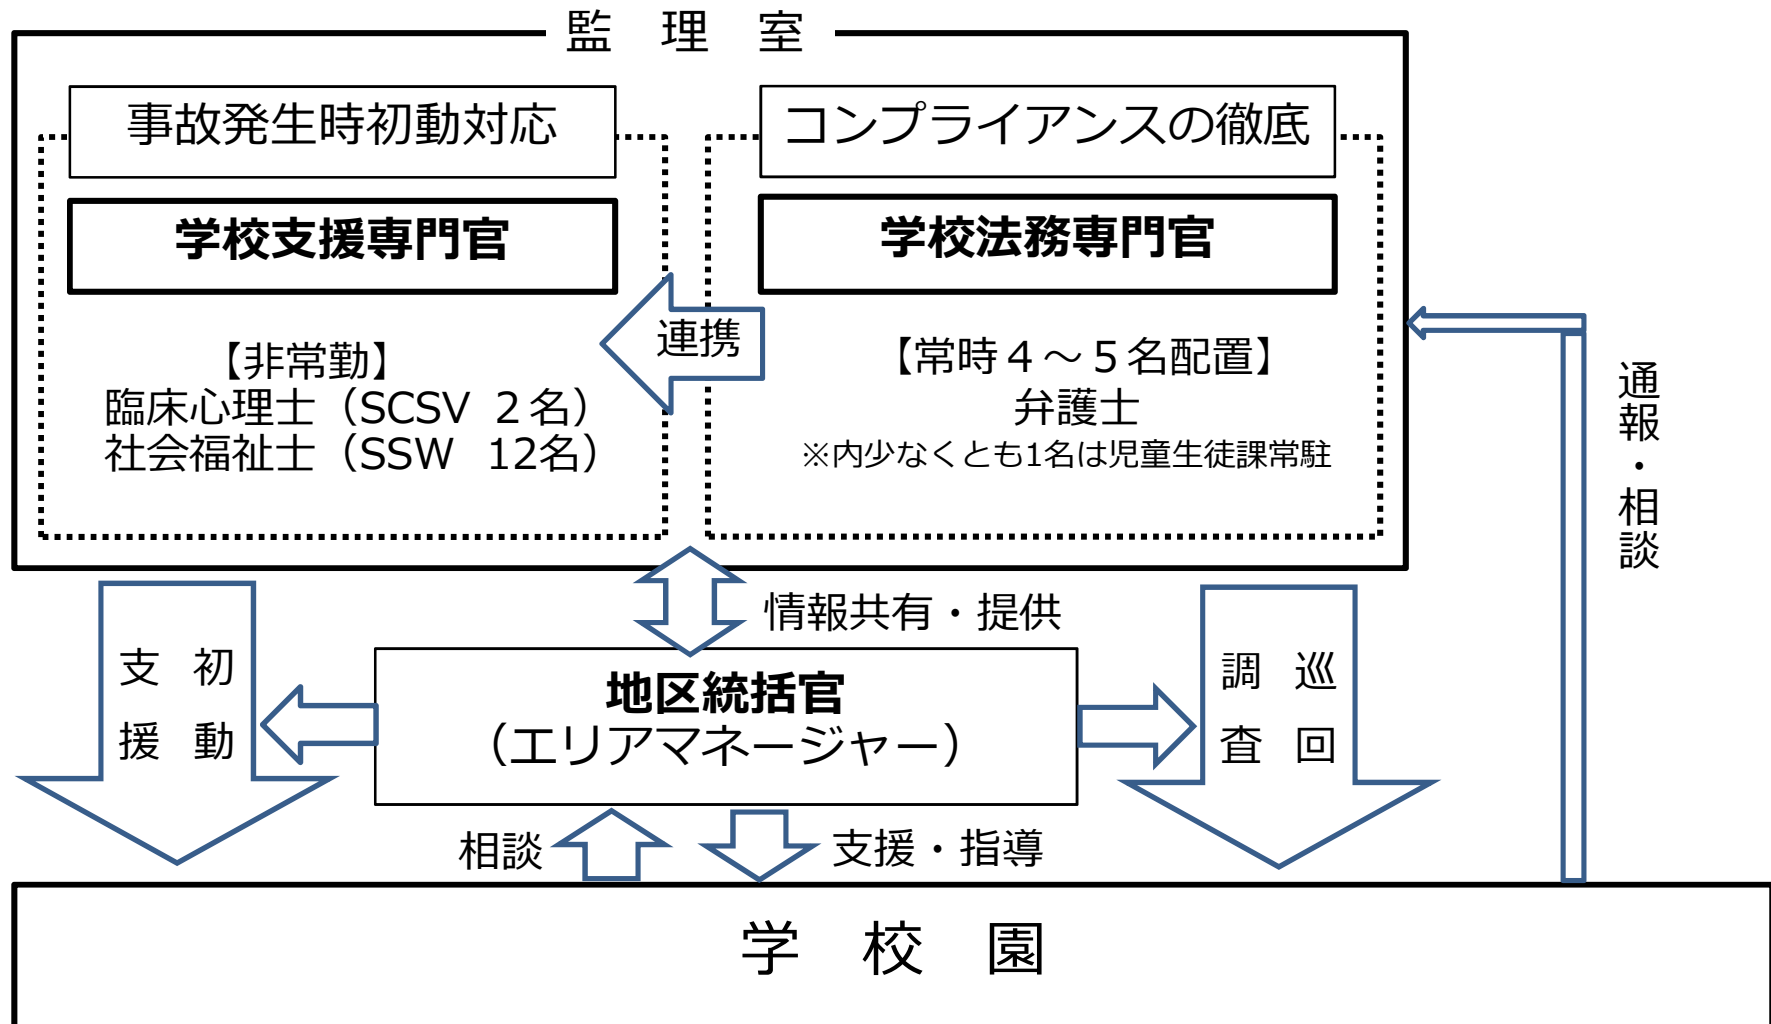 監 理 室
事故発生時初動対応
学校支援専門官
【非常勤】
臨床心理士（SCSV ２名）
社会福祉士（SSW 12名）
連携
コンプライアンスの徹底
学校法務専門官
【常時４～５名配置】
弁護士
※内少なくとも1名は児童生徒課常駐
通報・相談
情報共有・提供
初動
支援
地区統括官
（エリアマネージャー）
巡回
調査
相談
支援・指導
学 校 園